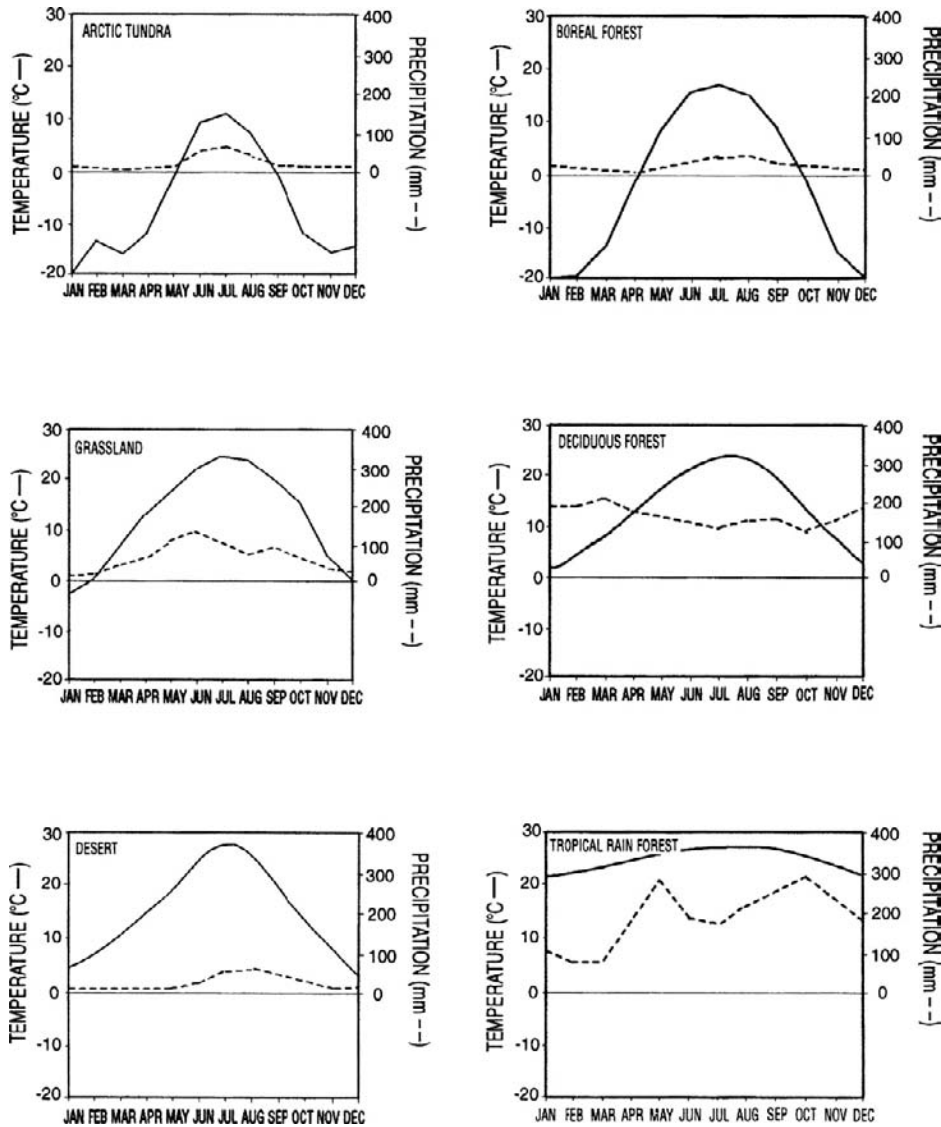 ARCTIC TUNDRA
TEMPERATURE (°C —)
30
20
10
0
-10
-20
400
300
200
100
0
PRECIPITATION (mm - -)
JAN FEB MAR APR MAY JUN JUL AUG SEP OCT NOV DEC
BOREAL FOREST
TEMPERATURE (°C —)
30
20
10
0
-10
-20
400
300
200
100
0
PRECIPITATION (mm - -)
JAN FEB MAR APR MAY JUN JUL AUG SEP OCT NOV DEC
GRASSLAND
TEMPERATURE (°C —)
30
20
10
0
-10
-20
400
300
200
100
0
PRECIPITATION (mm - -)
JAN FEB MAR APR MAY JUN JUL AUG SEP OCT NOV DEC
DECIDUOUS FOREST
TEMPERATURE (°C —)
30
20
10
0
-10
-20
400
300
200
100
0
PRECIPITATION (mm - -)
JAN FEB MAR APR MAY JUN JUL AUG SEP OCT NOV DEC
DESERT
TEMPERATURE (°C —)
30
20
10
0
-10
-20
400
300
200
100
0
PRECIPITATION (mm - -)
JAN FEB MAR APR MAY JUN JUL AUG SEP OCT NOV DEC
TROPICAL RAIN FOREST
TEMPERATURE (°C —)
30
20
10
0
-10
-20
400
300
200
100
0
PRECIPITATION (mm - -)
JAN FEB MAR APR MAY JUN JUL AUG SEP OCT NOV DEC